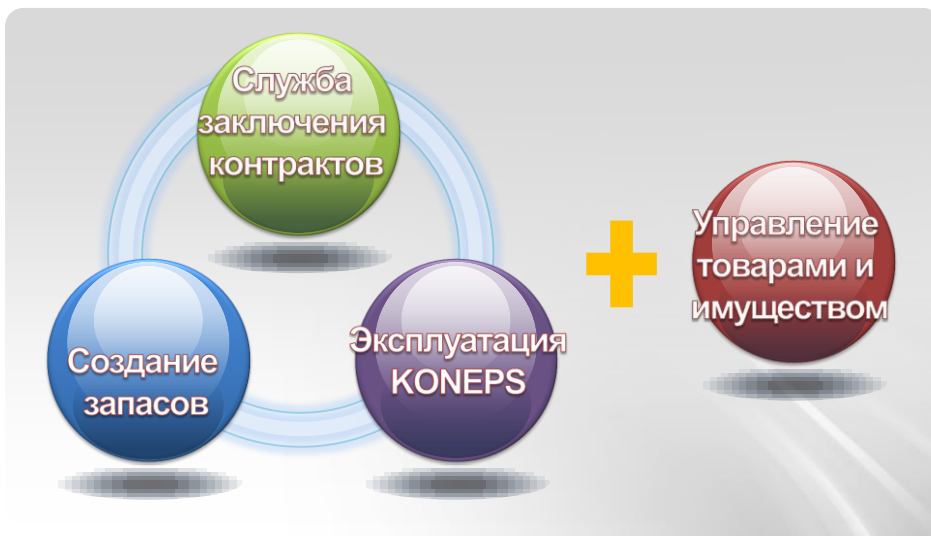 Служба
заключения
контрактов
Создание
запасов
Эксплуатация
KONEPS
Управление
товарами и
имуществом